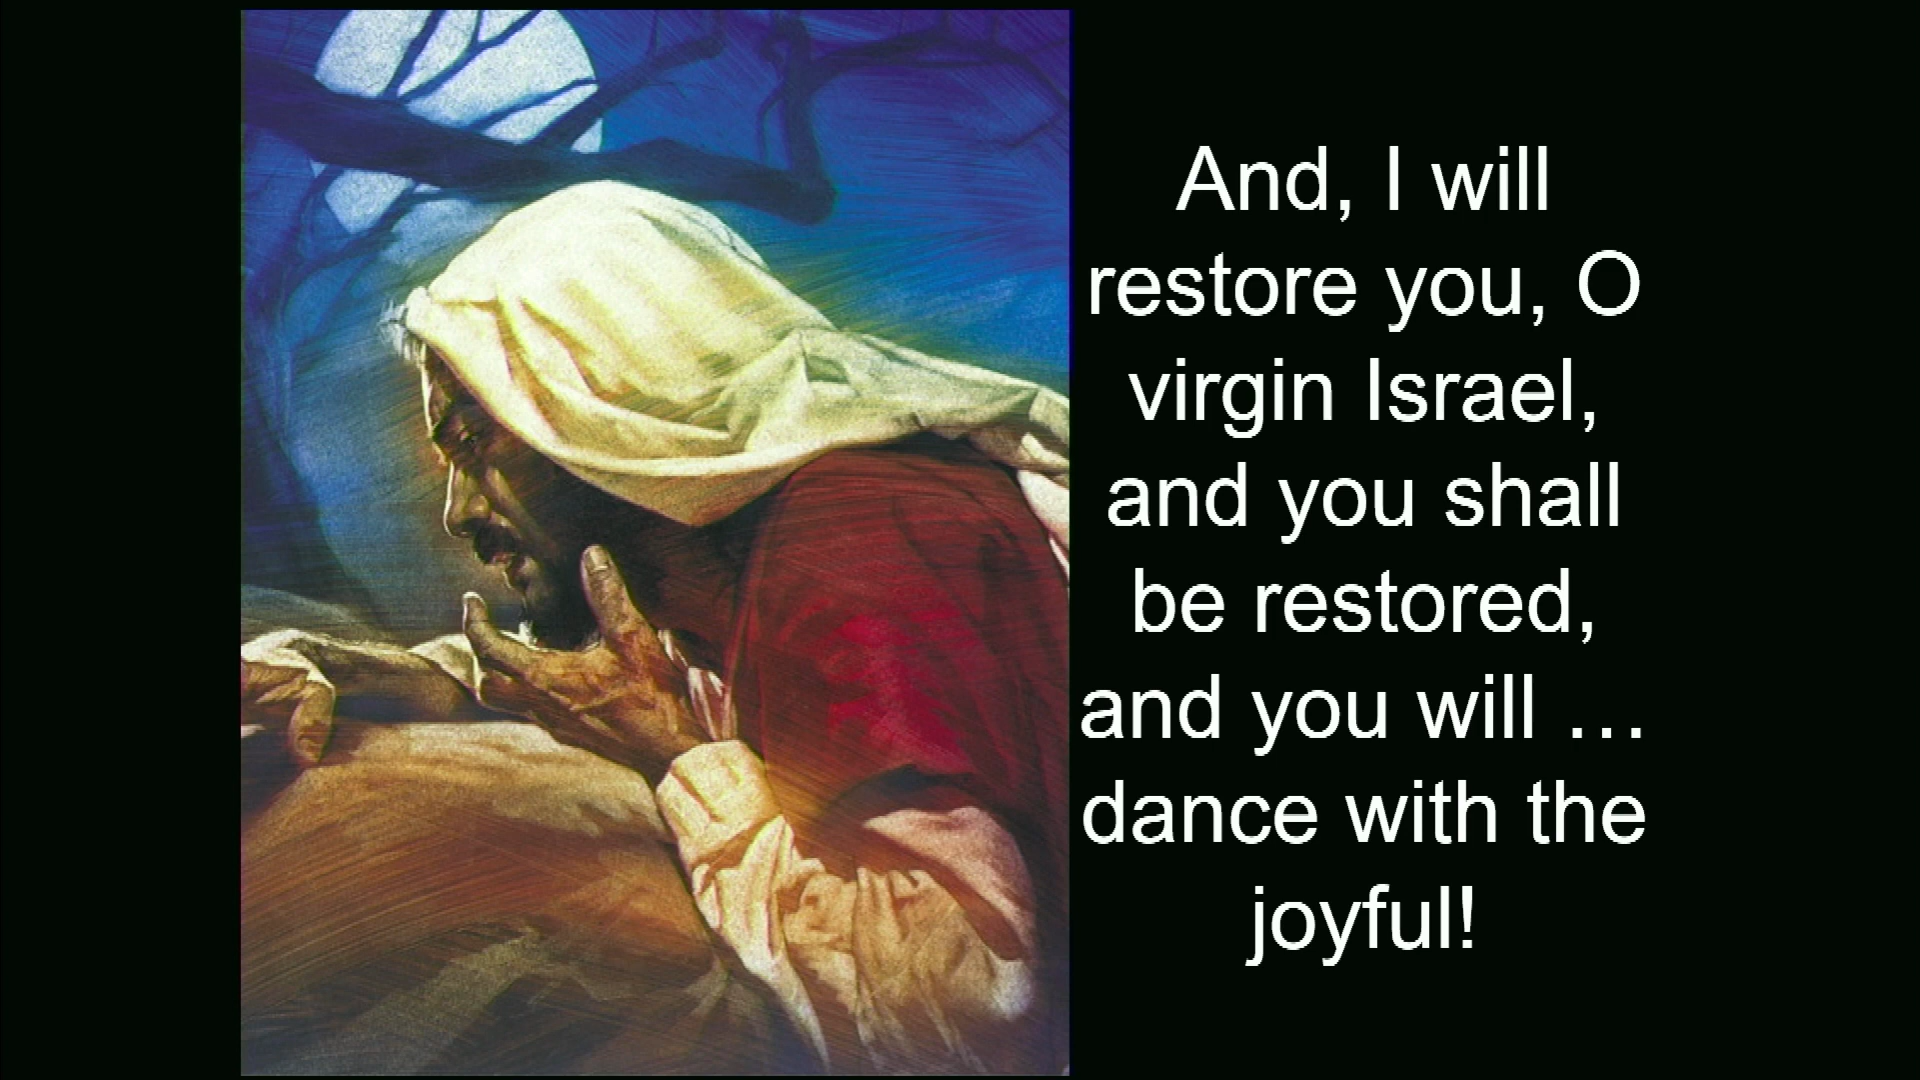 And, I will
restore you, O
virgin Israel,
and you shall
be restored,
and you will …
dance with the
joyful!